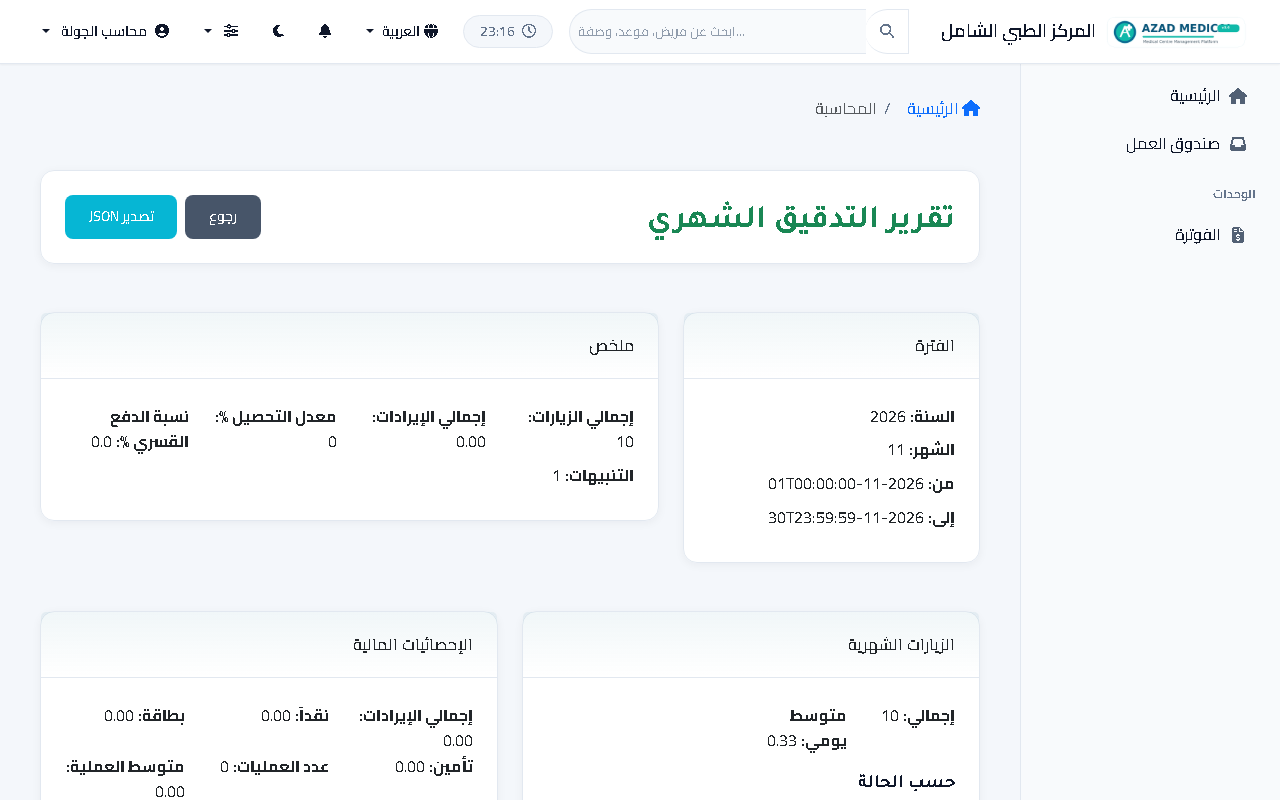 AZAD MEDIC
Medical Centre Management Platform
المركز الطبي الشامل
ابحث عن مريض، موعد، وصفة...
23:16
العربية
محاسب الجولة
الرئيسية
صندوق العمل
الوحدات
الفوترة
الرئيسية / المحاسبة
تقرير التدقيق الشهري
رجوع
تصدير JSON
الفترة
السنة: 2026
الشهر: 11
من: 2026-11-01T00:00:00
إلى: 2026-11-30T23:59:59
ملخص
إجمالي الزيارات:
10
إجمالي الإيرادات:
0.00
معدل التحصيل %:
0
نسبة الدفع
القسري %: 0.0
التنبيهات: 1
الزيارات الشهرية
إجمالي: 10
متوسط
يومي: 0.33
حسب الحالة
الإحصائيات المالية
إجمالي الإيرادات:
0.00
نقداً: 0.00
بطاقة: 0.00
تأمين: 0.00
عدد العمليات: 0
متوسط العملية:
0.00